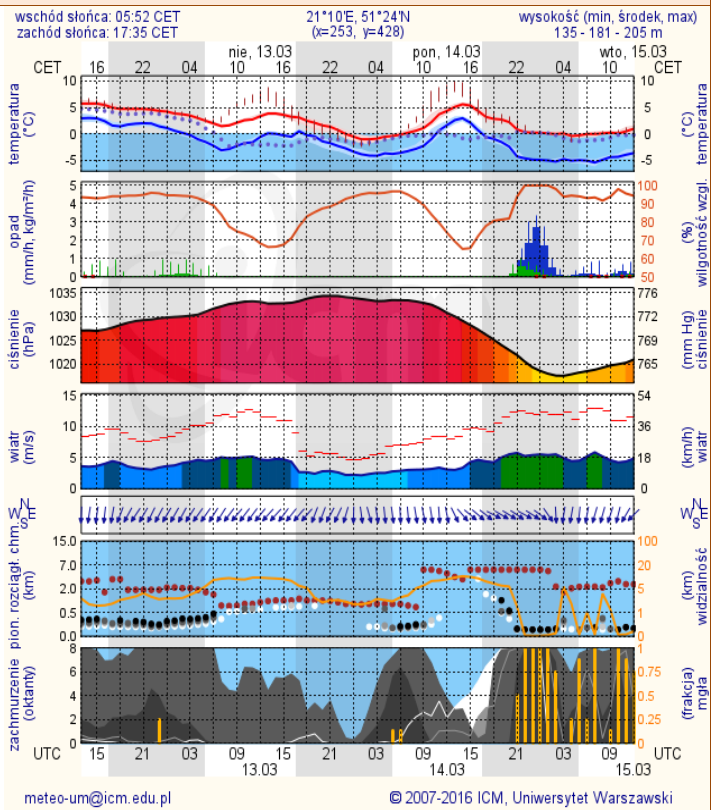 wschód słońca: 05:52 CET 21°10'E, 51°24'N wysokość (min, środek, max)
zachód słońca: 17:35 CET (x=253, y=428) 135 - 181 - 205 m
nie, 13.03 pon, 14.03 wto, 15.03
CET 16 22 04 10 16 22 04 10 16 22 04 10 CET
temperatura (°C)
10 5 0 -5
10 5 0 -5
(°C) temperatura
opad (mm/h, kg/m²/h)
5 4 3 2 1 0
100 90 80 70 60 50
(%) wilgotność wzgl.
ciśnienie (hPa)
1035 1030 1025 1020
776 772 769 765
(mm Hg) ciśnienie
wiatr (m/s)
15 10 5 0
54 36 18 0
(km/h) wiatr
N W E S
N W E S
pion. rozciągł. chm. (km)
15.0 7.0 2.0 0.5 0.0
100 20 5 1 0
(km) widzialność
zachmurzenie (oktanty)
8 6 4 2 0
1 0.75 0.5 0.25 0
(frakcja) mgła
UTC 15 21 03 09 15 21 03 09 15 21 03 09 UTC
13.03 14.03 15.03
meteo-um@icm.edu.pl © 2007-2016 ICM, Uniwersytet Warszawski